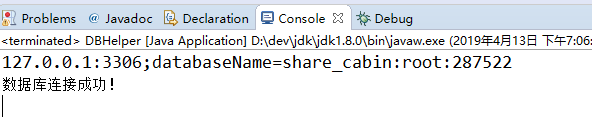 Problems @ Javadoc Declaration Console Debug
<terminated> DBHelper [Java Application] D:\dev\jdk\jdk1.8.0\bin\javaw.exe (2019年4月13日 下午7:06:
127.0.0.1:3306;databaseName=share_cabin:root:287522
数据库连接成功!